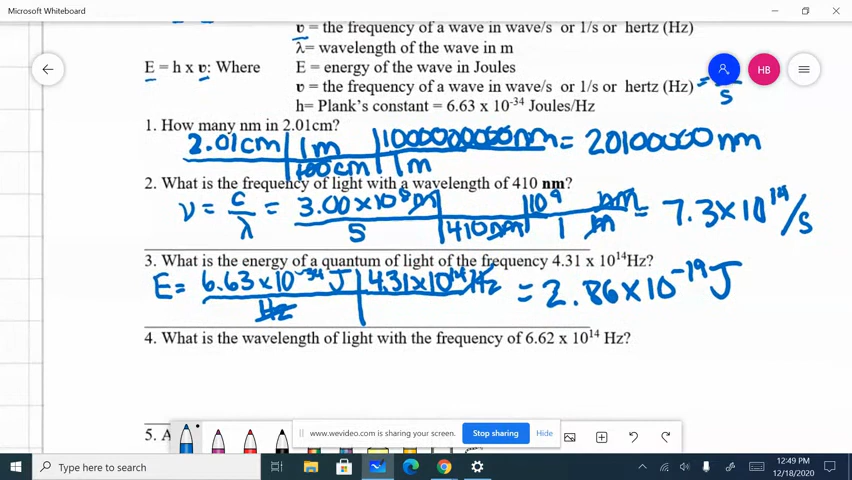 Microsoft Whiteboard
ν = the frequency of a wave in wave/s or 1/s or hertz (Hz)
λ= wavelength of the wave in m
E = h x ν: Where E = energy of the wave in Joules
ν = the frequency of a wave in wave/s or 1/s or hertz (Hz) =
s
HB
h= Plank's constant = 6.63 x 10⁻³⁴ Joules/Hz
1. How many nm in 2.01cm?
2.01cm | 1m | 1000000000nm = 20100000nm
100cm | 1m
2. What is the frequency of light with a wavelength of 410 nm?
ν = c/λ = 3.00 x 10⁸ m | 10⁹ nm = 7.3 x 10¹⁴/s
s | 410nm | 1 m
3. What is the energy of a quantum of light of the frequency 4.31 x 10¹⁴Hz?
E = 6.63 x 10⁻³⁴ J | 4.31 x 10¹⁴ Hz = 2.86 x 10⁻¹⁹ J
Hz
4. What is the wavelength of light with the frequency of 6.62 x 10¹⁴ Hz?
5. A
www.wevideo.com is sharing your screen. Stop sharing Hide
Type here to search
12:49 PM
12/18/2020